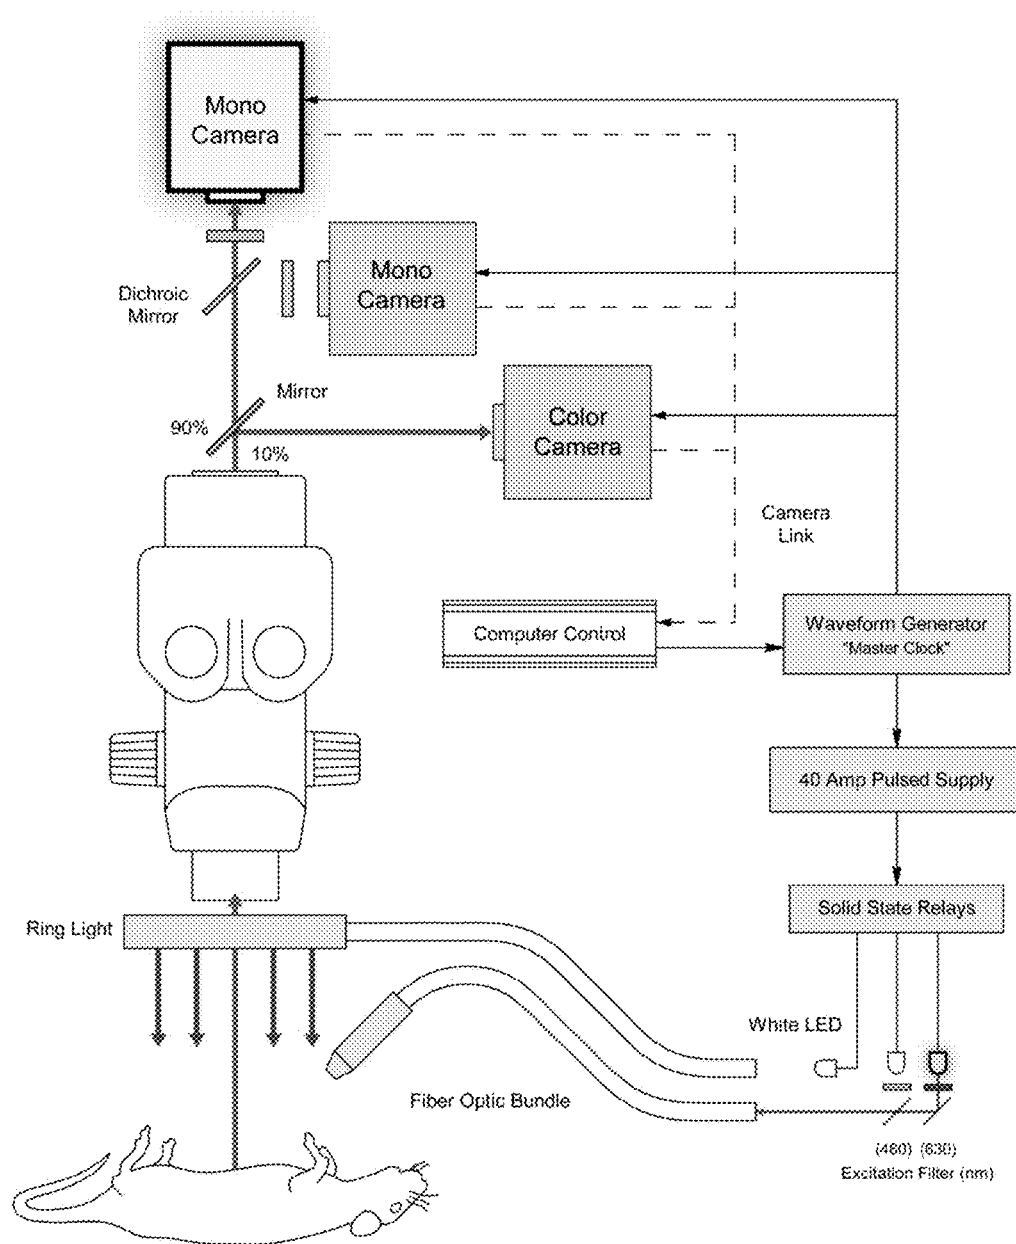 Mono
Camera
Mono
Camera
Dichroic
Mirror
Mirror
90%
10%
Color
Camera
Camera
Link
Computer Control
Waveform Generator
"Master Clock"
40 Amp Pulsed Supply
Solid State Relays
Ring Light
White LED
Fiber Optic Bundle
(460) (630)
Excitation Filter (nm)